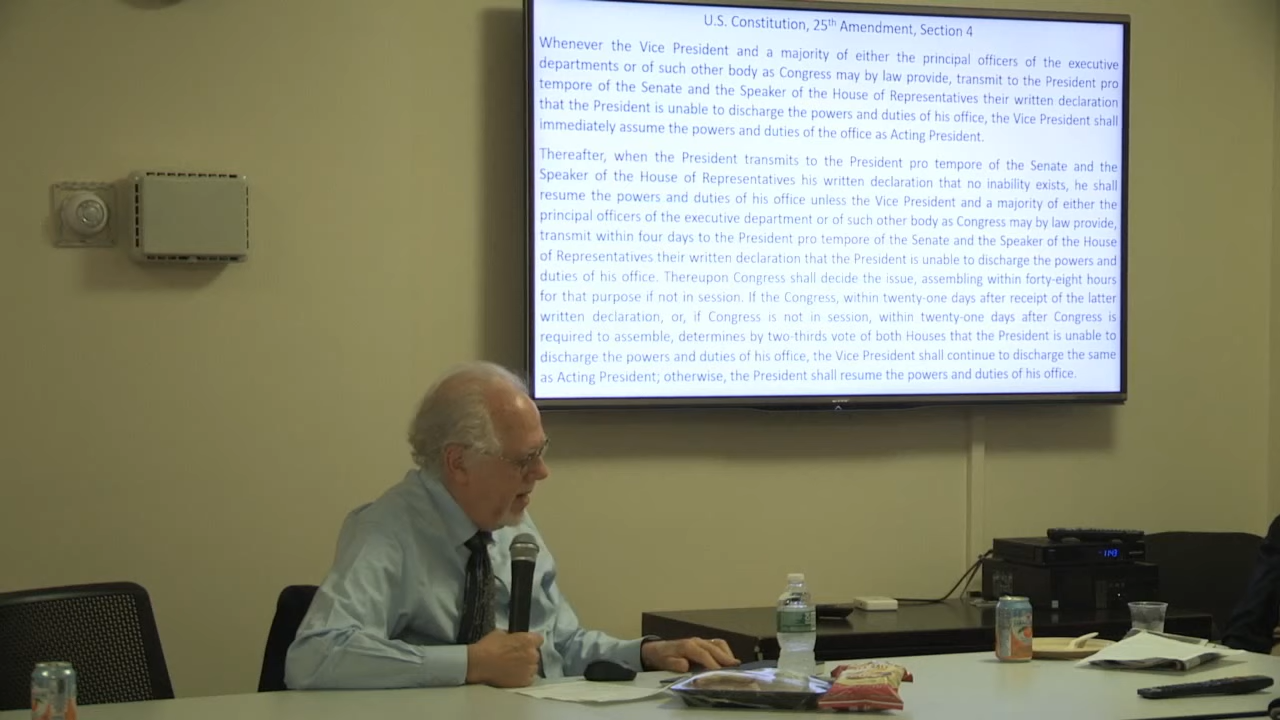 U.S. Constitution, 25th Amendment, Section 4
Whenever the Vice President and a majority of either the principal officers of the executive
departments or of such other body as Congress may by law provide, transmit to the President pro
tempore of the Senate and the Speaker of the House of Representatives their written declaration
that the President is unable to discharge the powers and duties of his office, the Vice President shall
immediately assume the powers and duties of the office as Acting President.
Thereafter, when the President transmits to the President pro tempore of the Senate and the
Speaker of the House of Representatives his written declaration that no inability exists, he shall
resume the powers and duties of his office unless the Vice President and a majority of either the
principal officers of the executive department or of such other body as Congress may by law provide,
transmit within four days to the President pro tempore of the Senate and the Speaker of the House
of Representatives their written declaration that the President is unable to discharge the powers and
duties of his office. Thereupon Congress shall decide the issue, assembling within forty-eight hours
for that purpose if not in session. If the Congress, within twenty-one days after receipt of the latter
written declaration, or, if Congress is not in session, within twenty-one days after Congress is
required to assemble, determines by two-thirds vote of both Houses that the President is unable to
discharge the powers and duties of his office, the Vice President shall continue to discharge the same
as Acting President; otherwise, the President shall resume the powers and duties of his office.